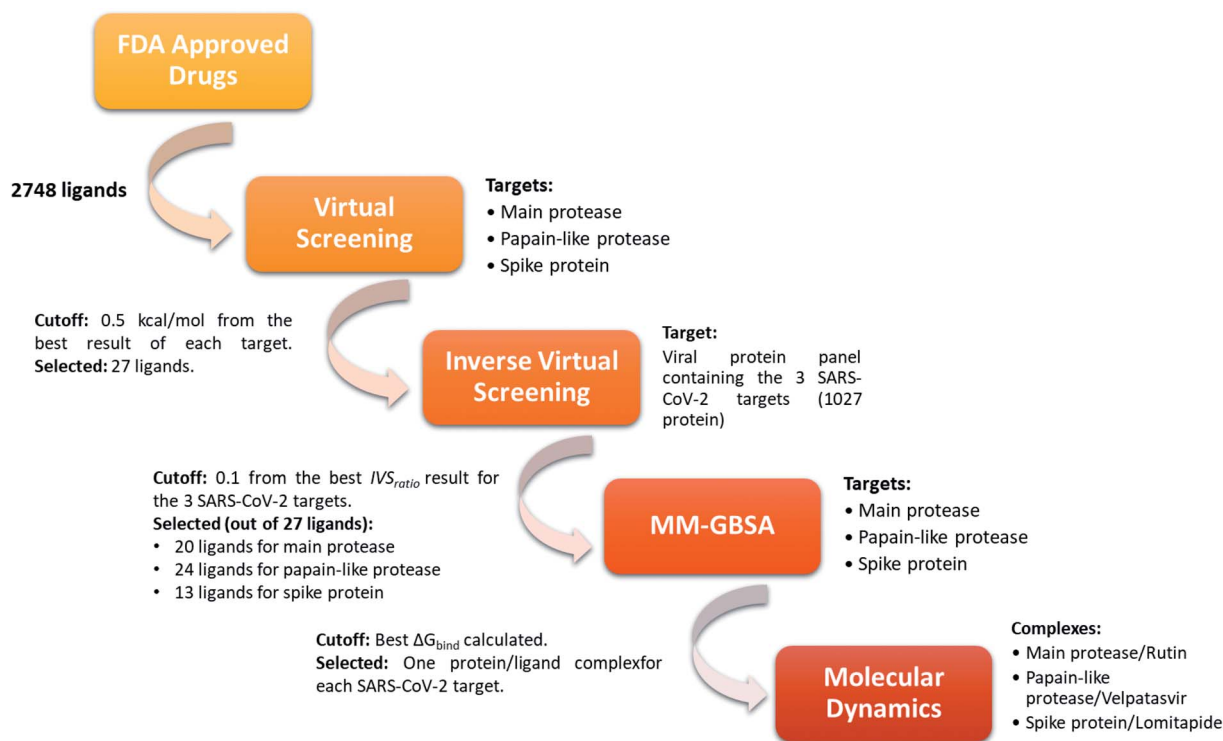 FDA Approved
Drugs
2748 ligands
Virtual
Screening
Targets:
• Main protease
• Papain-like protease
• Spike protein
Cutoff: 0.5 kcal/mol from the
best result of each target.
Selected: 27 ligands.
Inverse Virtual
Screening
Target:
Viral protein panel
containing the 3 SARS-
CoV-2 targets (1027
protein)
Cutoff: 0.1 from the best IVSratio result for
the 3 SARS-CoV-2 targets.
Selected (out of 27 ligands):
• 20 ligands for main protease
• 24 ligands for papain-like protease
• 13 ligands for spike protein
MM-GBSA
Targets:
• Main protease
• Papain-like protease
• Spike protein
Cutoff: Best ΔGbind calculated.
Selected: One protein/ligand complexfor
each SARS-CoV-2 target.
Molecular
Dynamics
Complexes:
• Main protease/Rutin
• Papain-like
protease/Velpatasvir
• Spike protein/Lomitapide